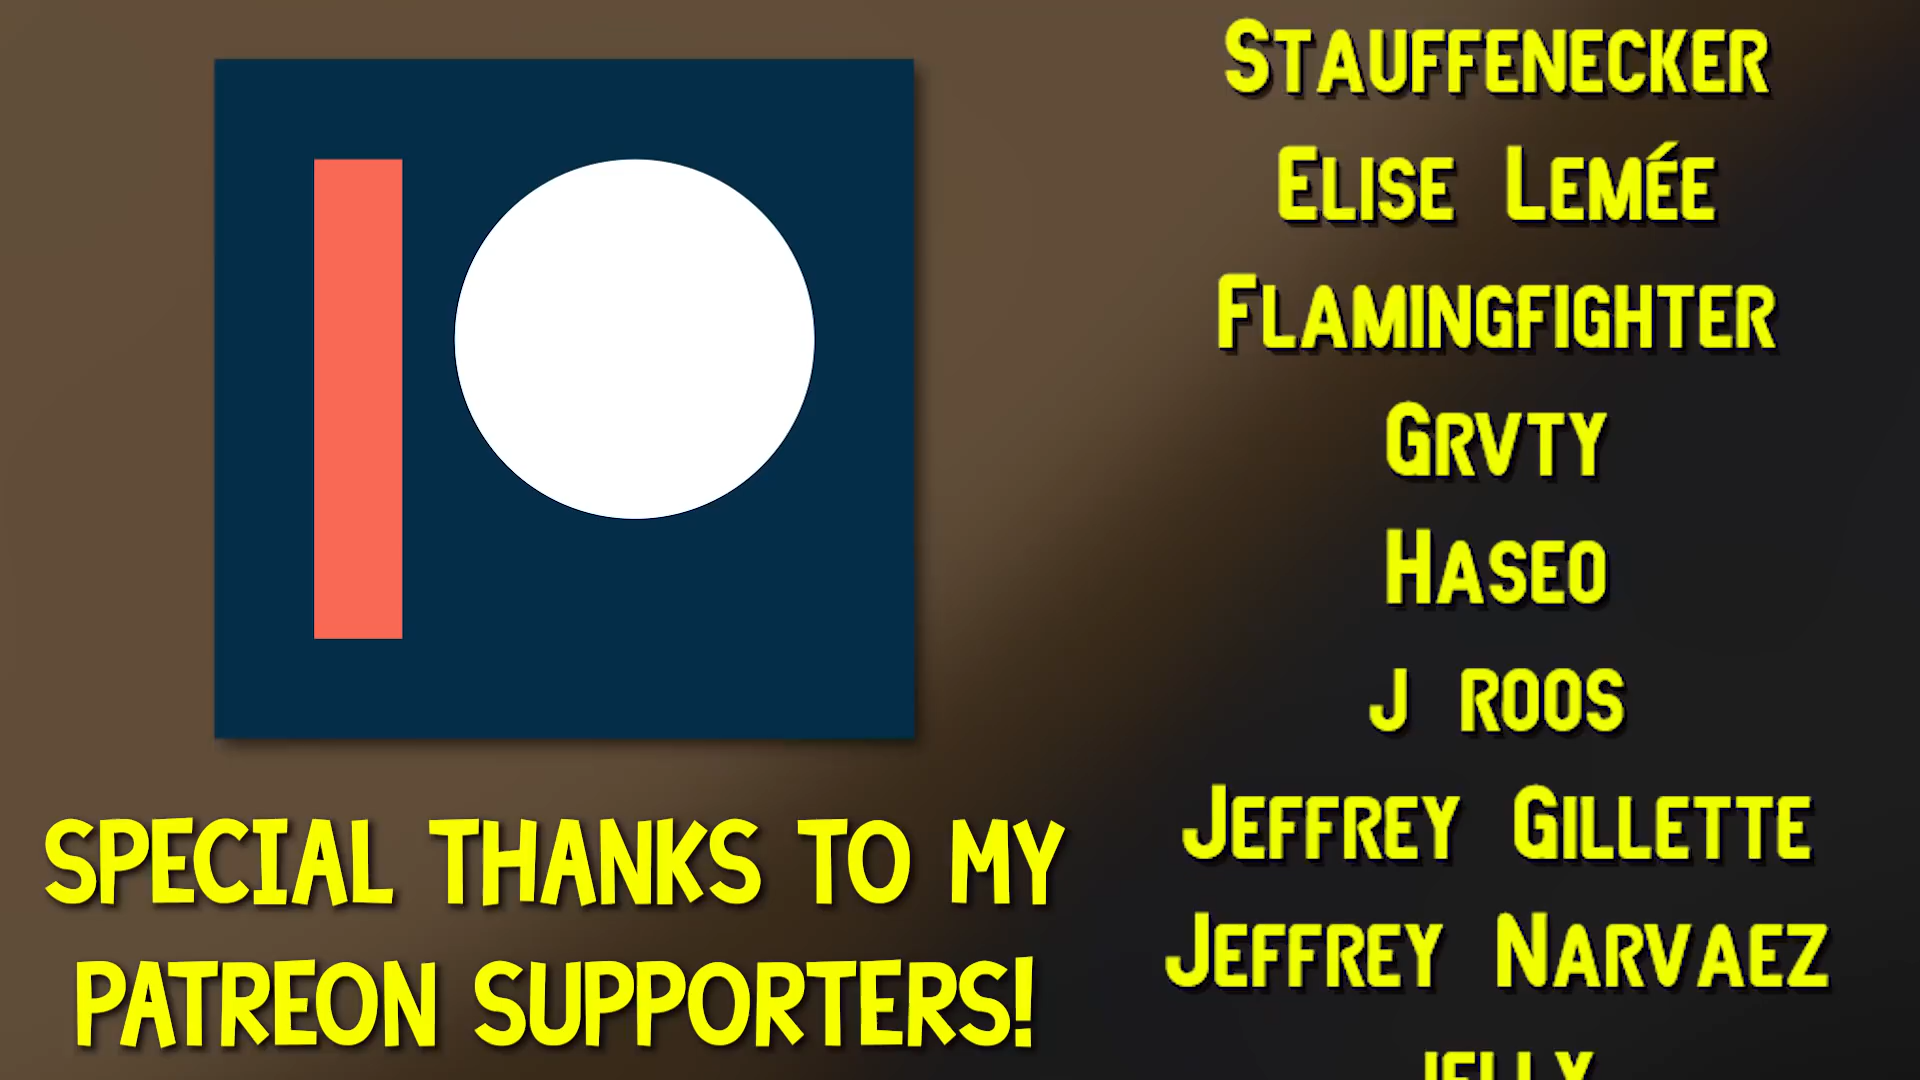 SPECIAL THANKS TO MY
PATREON SUPPORTERS!
STAUFFENECKER
ELISE LEMÉE
FLAMINGFIGHTER
GRVTY
HASEO
J ROOS
JEFFREY GILLETTE
JEFFREY NARVAEZ